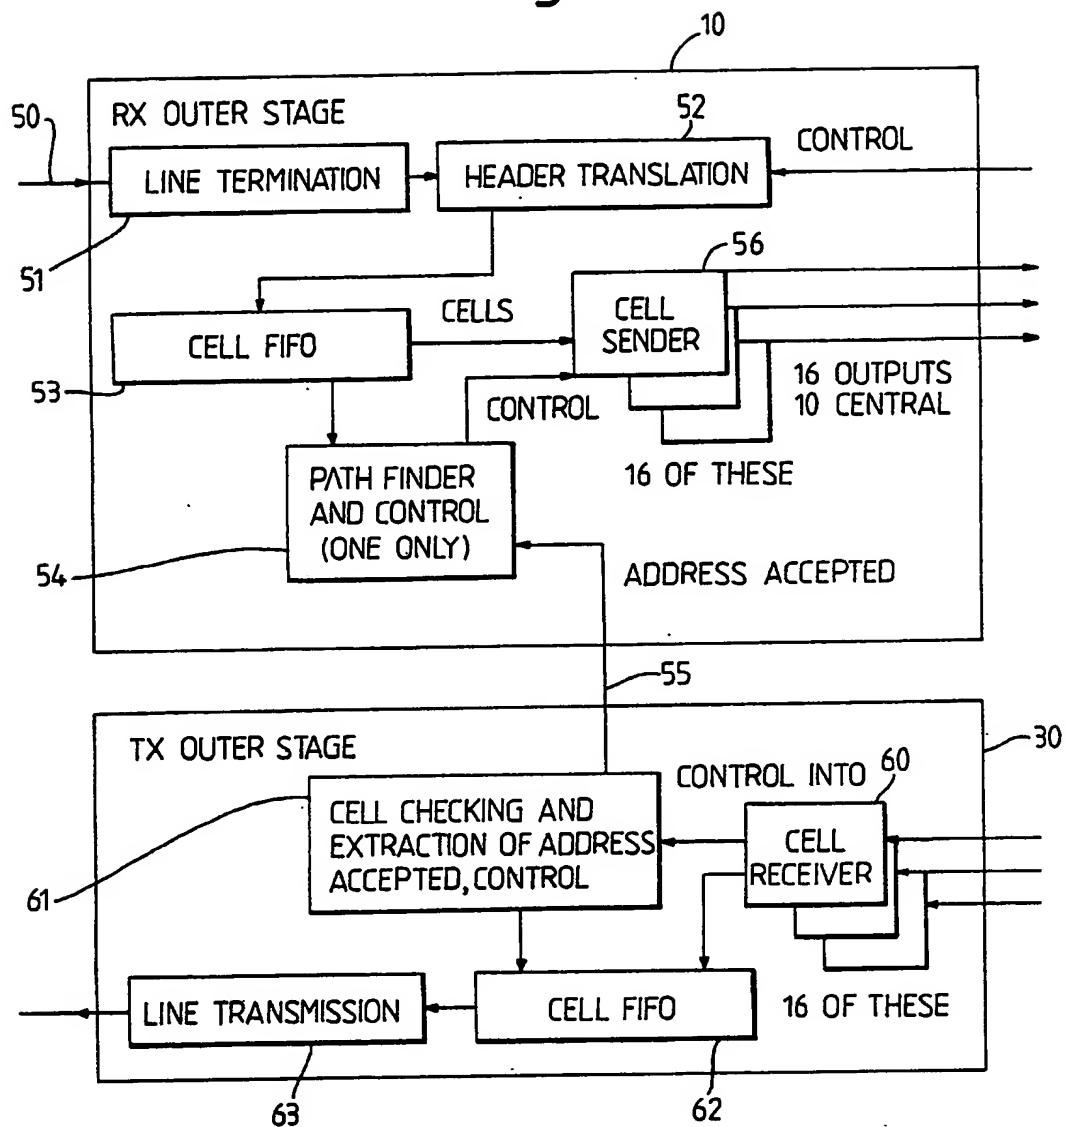 10
RX OUTER STAGE
50
52
CONTROL
LINE TERMINATION
HEADER TRANSLATION
51
56
CELLS
CELL
SENDER
CELL FIFO
53
CONTROL
16 OUTPUTS
10 CENTRAL
16 OF THESE
PATH FINDER
AND CONTROL
(ONE ONLY)
54
ADDRESS ACCEPTED
55
TX OUTER STAGE
30
CONTROL INTO
60
CELL CHECKING AND
EXTRACTION OF ADDRESS
ACCEPTED, CONTROL
CELL
RECEIVER
61
LINE TRANSMISSION
CELL FIFO
16 OF THESE
63
62